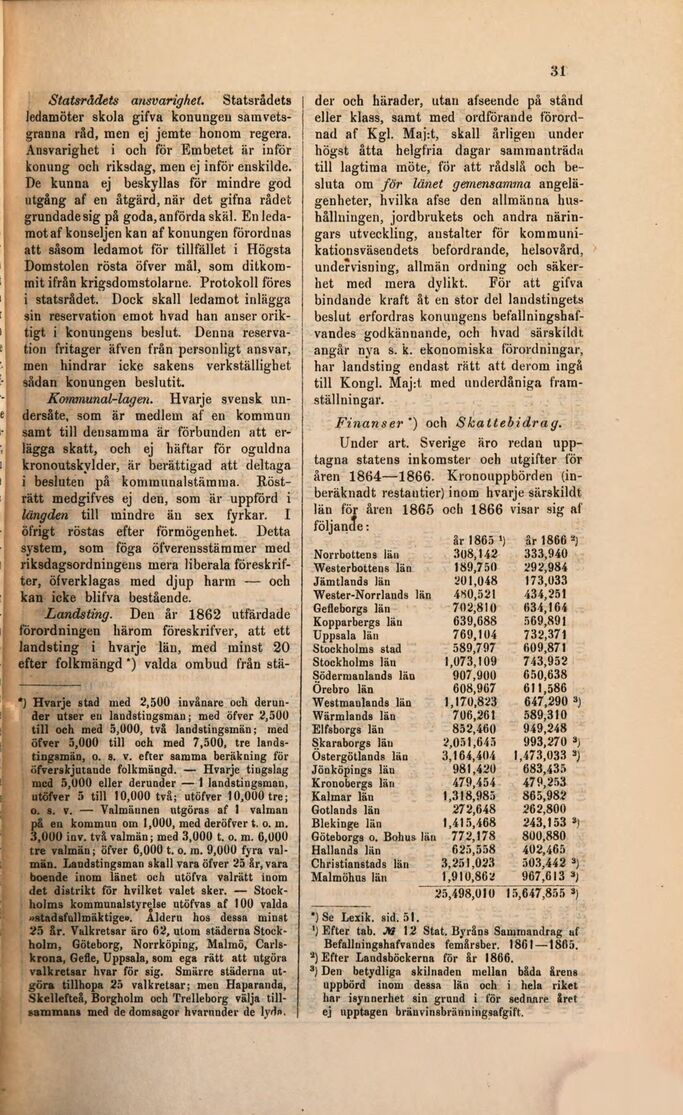 31
Statsrådets ansvarighet. Statsrådets
ledamöter skola gifva konungen samvets-
granna råd, men ej jemte honom regera.
Ansvarighet i och för Embetet är inför
konung och riksdag, men ej inför enskilde.
De kunna ej beskyllas för mindre god
utgång af en åtgärd, när det gifna rådet
grundade sig på goda, anförda skäl. En leda-
mot af konseljen kan af konungen förordnas
att såsom ledamot för tillfället i Högsta
Domstolen rösta öfver mål, som ditkom-
mit ifrån krigsdomstolarne. Protokoll föres
i statsrådet. Dock skall ledamot inlägga
sin reservation emot hvad han anser orik-
tigt i konungens beslut. Denna reserva-
tion fritager äfven från personligt ansvar,
men hindrar icke sakens verkställighet
sådan konungen beslutit.
Kommunal-lagen. Hvarje svensk un-
dersåte, som är medlem af en kommun
samt till densamma är förbunden att er-
lägga skatt, och ej häftar för oguldna
kronoutskylder, är berättigad att deltaga
i besluten på kommunalstämma. Röst-
rätt medgifves ej den, som är uppförd i
längden till mindre än sex fyrkar. I
öfrigt röstas efter förmögenhet. Detta
system, som föga öfverensstämmer med
riksdagsordningens mera liberala föreskrif-
ter, öfverklagas med djup harm — och
kan icke blifva bestående.
Landsting. Den år 1862 utfärdade
förordningen härom föreskrifver, att ett
landsting i hvarje län, med minst 20
efter folkmängd *) valda ombud från stä-
*) Hvarje stad med 2,500 invånare och derun-
der utser en landstingsman; med öfver 2,500
till och med 5,000, två landstingsmän; med
öfver 5,000 till och med 7,500, tre lands-
tingsmän, o. s. v. efter samma beräkning för
öfverskjutande folkmängd. — Hvarje tingslag
med 5,000 eller derunder — 1 landstingsman,
utöfver 5 till 10,000 två; utöfver 10,000 tre;
o. s. v. — Valmännen utgöras af 1 valman
på en kommun om 1,000, med deröfver t. o. m.
3,000 inv. två valmän; med 3,000 t. o. m. 6,000
tre valmän; öfver 6,000 t. o. m. 9,000 fyra val-
män. Landstingsman skall vara öfver 25 år, vara
boende inom länet och utöfva valrätt inom
det distrikt för hvilket valet sker. — Stock-
holms kommunalstyrelse utöfvas af 100 valda
»stadsfullmäktige». Åldern hos dessa minst
25 år. Valkretsar äro 62, utom städerna Stock-
holm, Göteborg, Norrköping, Malmö, Carls-
krona, Gefle, Uppsala, som ega rätt att utgöra
valkretsar hvar för sig. Smärre städerna ut-
göra tillhopa 25 valkretsar; men Haparanda,
Skellefteå, Borgholm och Trelleborg välja till-
sammans med de domsagor hvarunder de lyda.
der och härader, utan afseende på stånd
eller klass, samt med ordförande förord-
nad af Kgl. Maj:t, skall årligen under
högst åtta helgfria dagar sammanträda
till lagtima möte, för att rådslå och be-
sluta om för länet gemensamma angelä-
genheter, hvilka afse den allmänna hus-
hållningen, jordbrukets och andra närin-
gars utveckling, anstalter för kommuni-
kationsväsendets befordrande, helsovård,
undervisning, allmän ordning och säker-
het med mera dylikt. För att gifva
bindande kraft åt en stor del landstingets
beslut erfordras konungens befallningshaf-
vandes godkännande, och hvad särskildt
angår nya s. k. ekonomiska förordningar,
har landsting endast rätt att derom ingå
till Kongl. Maj:t med underdåniga fram-
ställningar.
Finanser *) och Skattebidrag.
Under art. Sverige äro redan upp-
tagna statens inkomster och utgifter för
åren 1864—1866. Kronouppbörden (in-
beräknadt restantier) inom hvarje särskildt
län för åren 1865 och 1866 visar sig af
följande:
år 1865 ¹) år 1866 ²)
Norrbottens län 308,142 333,940
Westerbottens län 189,750 292,984
Jämtlands län 201,048 173,033
Wester-Norrlands län 480,521 434,251
Gefleborgs län 702,810 634,164
Kopparbergs län 639,688 569,891
Uppsala län 769,104 732,371
Stockholms stad 589,797 609,871
Stockholms län 1,073,109 743,952
Södermanlands län 907,900 650,638
Örebro län 608,967 611,586
Westmanlands län 1,170,823 647,290 ³)
Wärmlands län 706,261 589,310
Elfsborgs län 852,460 949,248
Skaraborgs län 2,051,645 993,270 ³)
Östergötlands län 3,164,404 1,473,033 ³)
Jönköpings län 981,420 683,435
Kronobergs län 479,454 479,253
Kalmar län 1,318,985 865,982
Gotlands län 272,648 262,800
Blekinge län 1,415,468 243,153 ³)
Göteborgs o. Bohus län 772,178 800,880
Hallands län 625,558 402,465
Christianstads län 3,251,023 503,442 ³)
Malmöhus län 1,910,862 967,613 ³)
25,498,010 15,647,855 ³)
*) Se Lexik. sid. 51.
¹) Efter tab. № 12 Stat. Byråns Sammandrag af
Befallningshafvandes femårsber. 1861—1865.
²) Efter Landsböckerna för år 1866.
³) Den betydliga skilnaden mellan båda årens
uppbörd inom dessa län och i hela riket
har isynnerhet sin grund i för sednare året
ej upptagen bränvinsbränningsafgift.